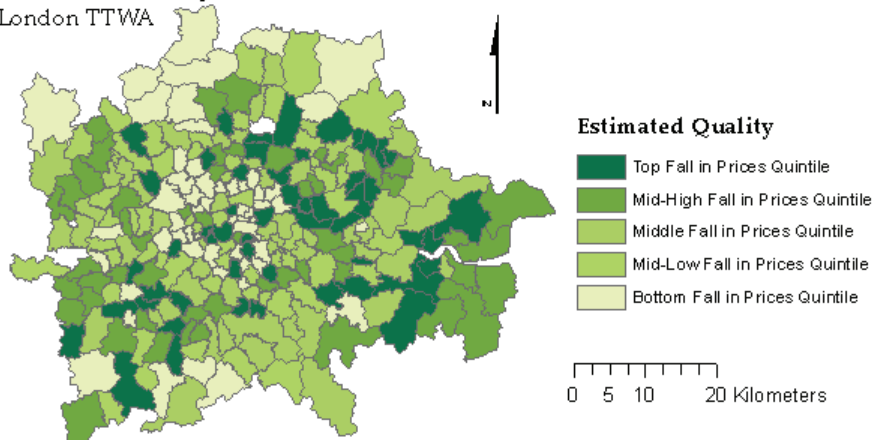 London TTWA
N
Estimated Quality
Top Fall in Prices Quintile
Mid-High Fall in Prices Quintile
Middle Fall in Prices Quintile
Mid-Low Fall in Prices Quintile
Bottom Fall in Prices Quintile
0 5 10 20 Kilometers